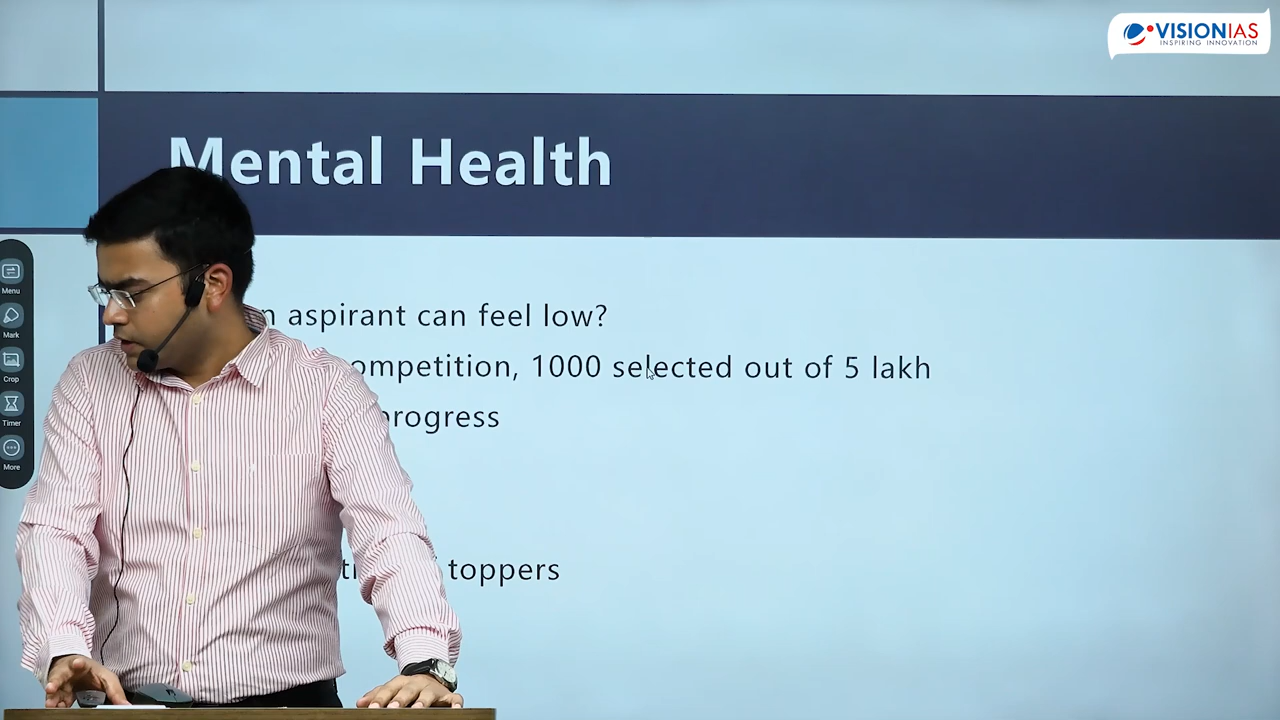 VISIONIAS
INSPIRING INNOVATION
Mental Health
n aspirant can feel low?
ompetition, 1000 selected out of 5 lakh
progress
toppers
Menu
Mark
Crop
Timer
More